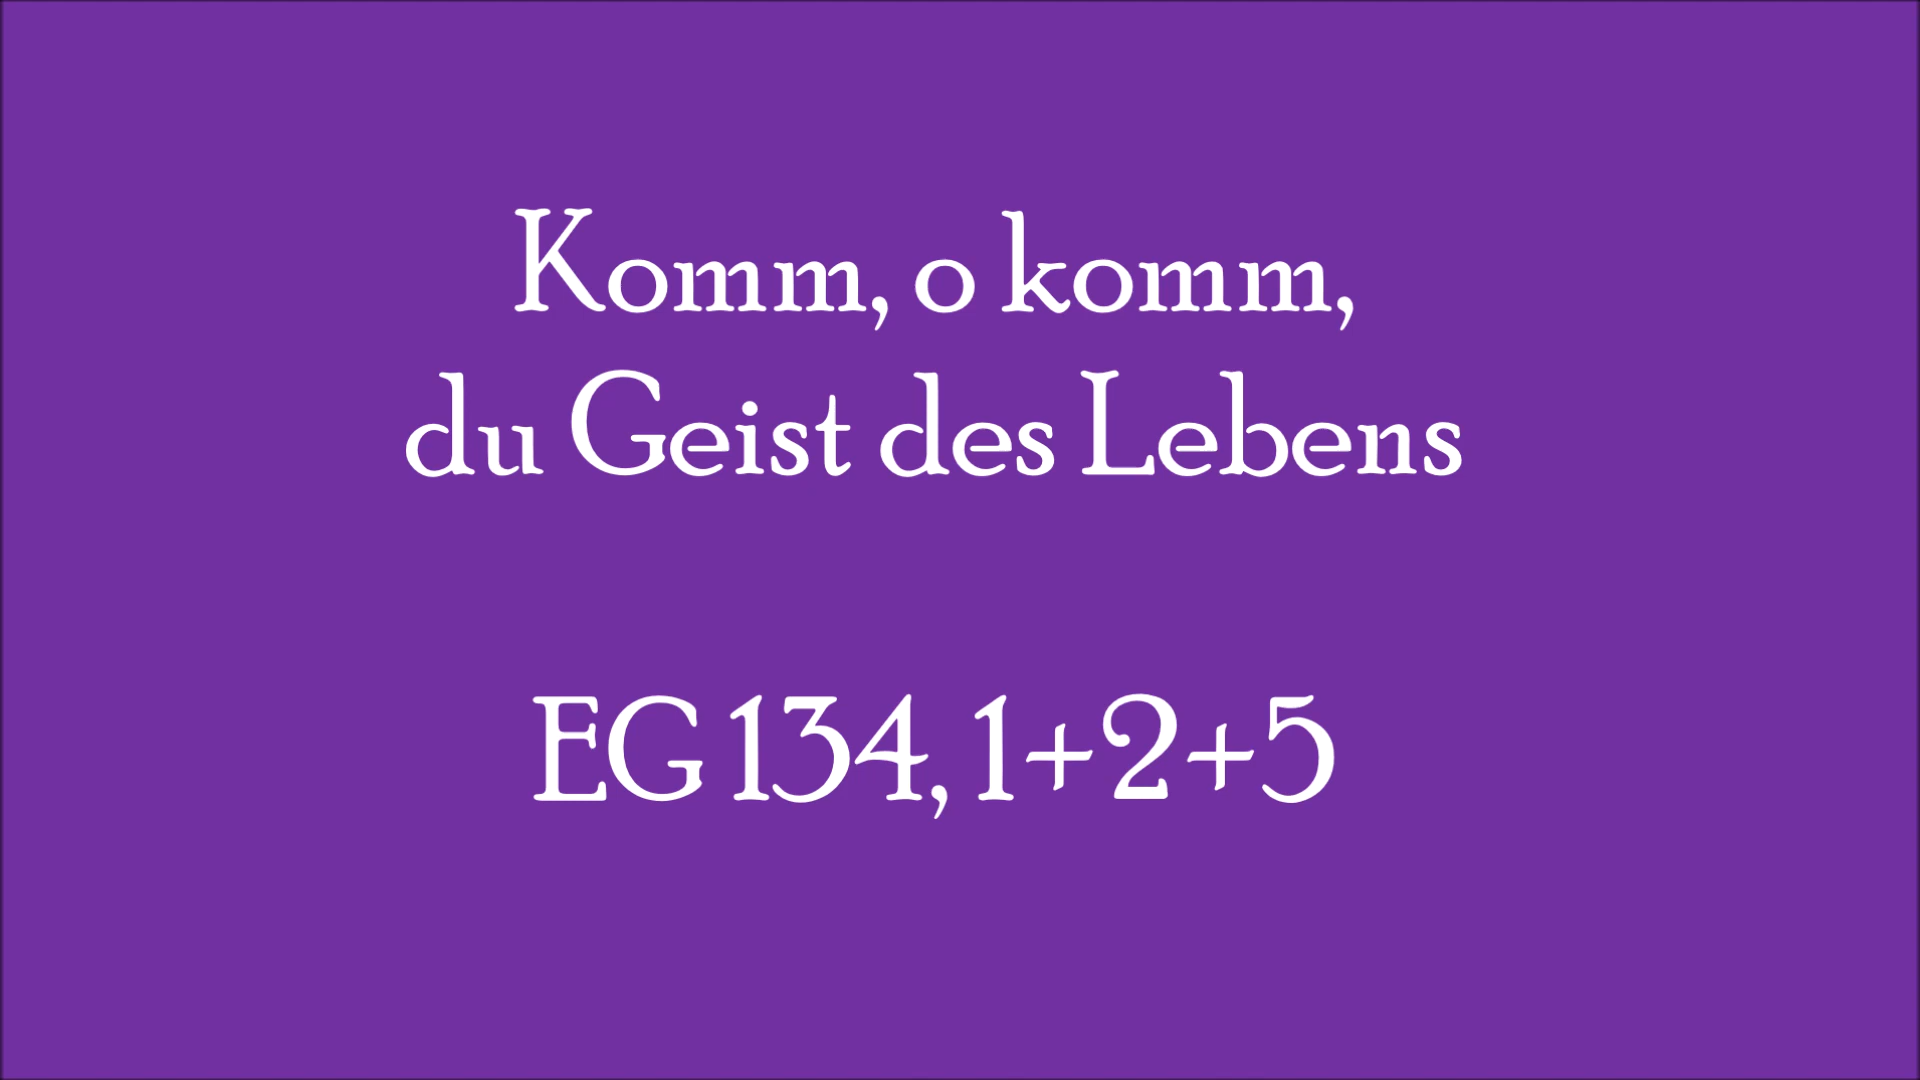 Komm, o komm,
du Geist des Lebens
EG 134, 1+2+5